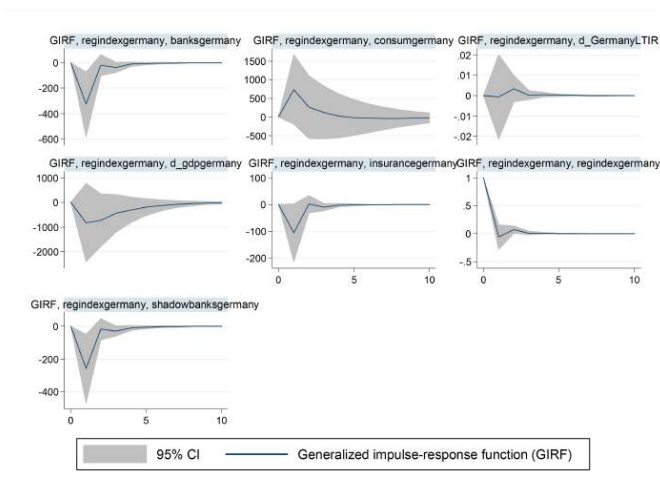 GIRF, regindexgermany, banksgermany
GIRF, regindexgermany, consumgermany
GIRF, regindexgermany, d_GermanyLTIR
0
-200
-400
-600
1500
1000
500
0
-500
.02
.01
0
-.01
-.02
GIRF, regindexgermany, d_gdpgermany
GIRF, regindexgermany, insurancegermany
GIRF, regindexgermany, regindexgermany
1000
0
-1000
-2000
100
0
-100
-200
0 5 10
1
.5
0
-.5
0 5 10
GIRF, regindexgermany, shadowbanksgermany
0
-200
-400
0 5 10
95% CI
Generalized impulse-response function (GIRF)